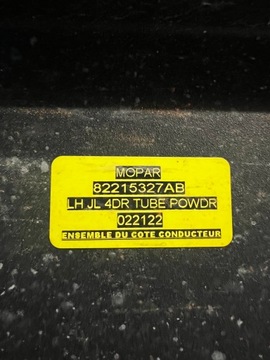 MOPAR
82215327AB
LH JL 4DR TUBE POWDR
022122
ENSEMBLE DU COTE CONDUCTEUR